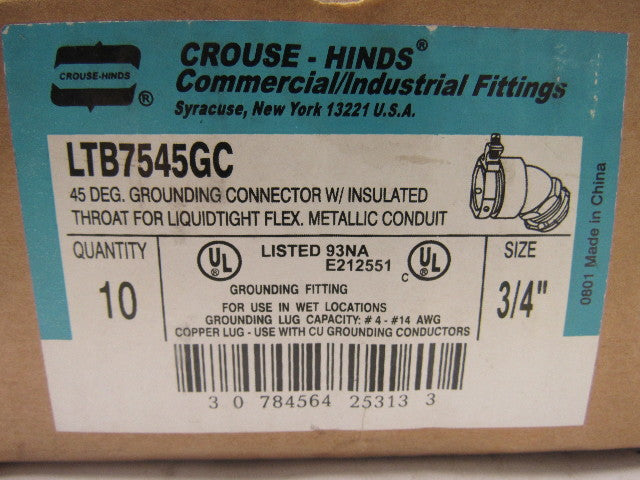 CROUSE-HINDS
®
CROUSE - HINDS®
Commercial/Industrial Fittings
Syracuse, New York 13221 U.S.A.
LTB7545GC
45 DEG. GROUNDING CONNECTOR W/ INSULATED
THROAT FOR LIQUIDTIGHT FLEX. METALLIC CONDUIT
QUANTITY
10
UL
LISTED 93NA
E212551
C UL
GROUNDING FITTING
FOR USE IN WET LOCATIONS
GROUNDING LUG CAPACITY: #4 - #14 AWG
COPPER LUG - USE WITH CU GROUNDING CONDUCTORS
SIZE
3/4"
0801 Made in China
3 0 784564 25313 3